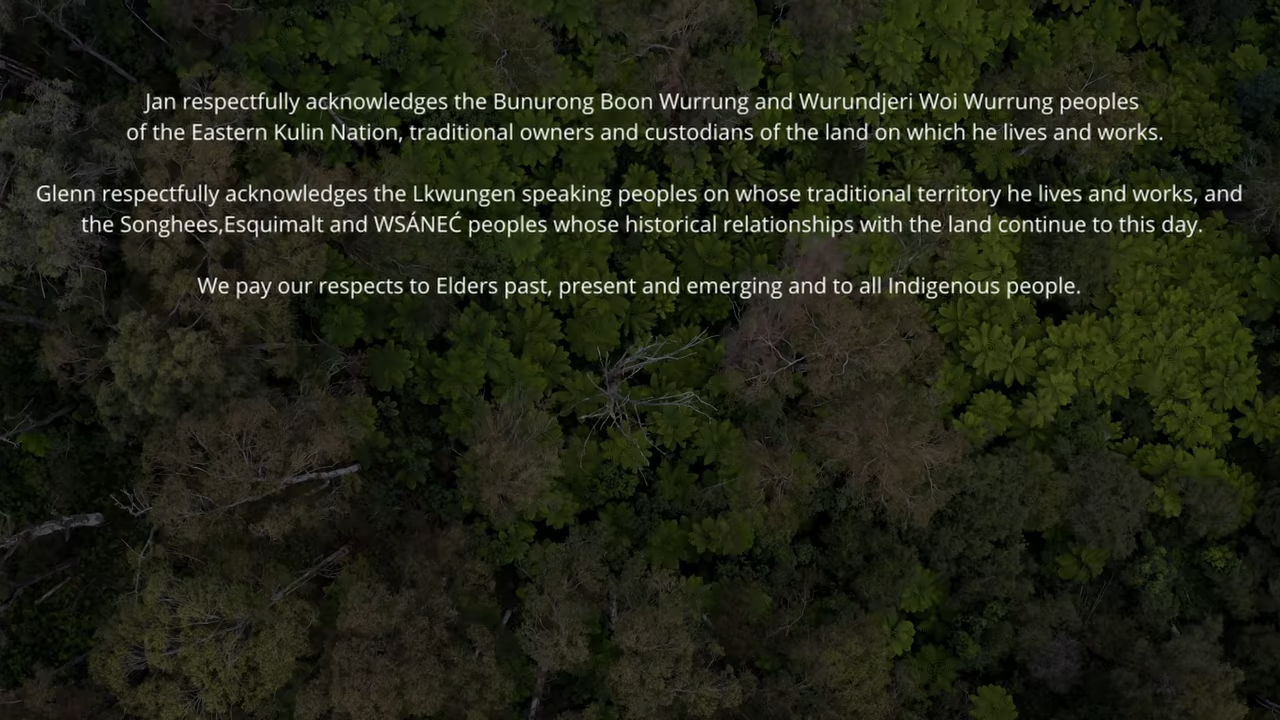 Jan respectfully acknowledges the Bunurong Boon Wurrung and Wurundjeri Woi Wurrung peoples
of the Eastern Kulin Nation, traditional owners and custodians of the land on which he lives and works.
Glenn respectfully acknowledges the Lkwungen speaking peoples on whose traditional territory he lives and works, and
the Songhees,Esquimalt and WSÁNEĆ peoples whose historical relationships with the land continue to this day.
We pay our respects to Elders past, present and emerging and to all Indigenous people.